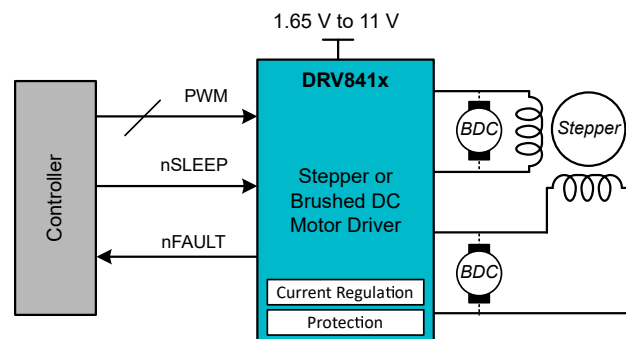 1.65 V to 11 V
DRV841x
PWM
nSLEEP
nFAULT
Controller
Stepper or
Brushed DC
Motor Driver
Current Regulation
Protection
BDC
Stepper
BDC